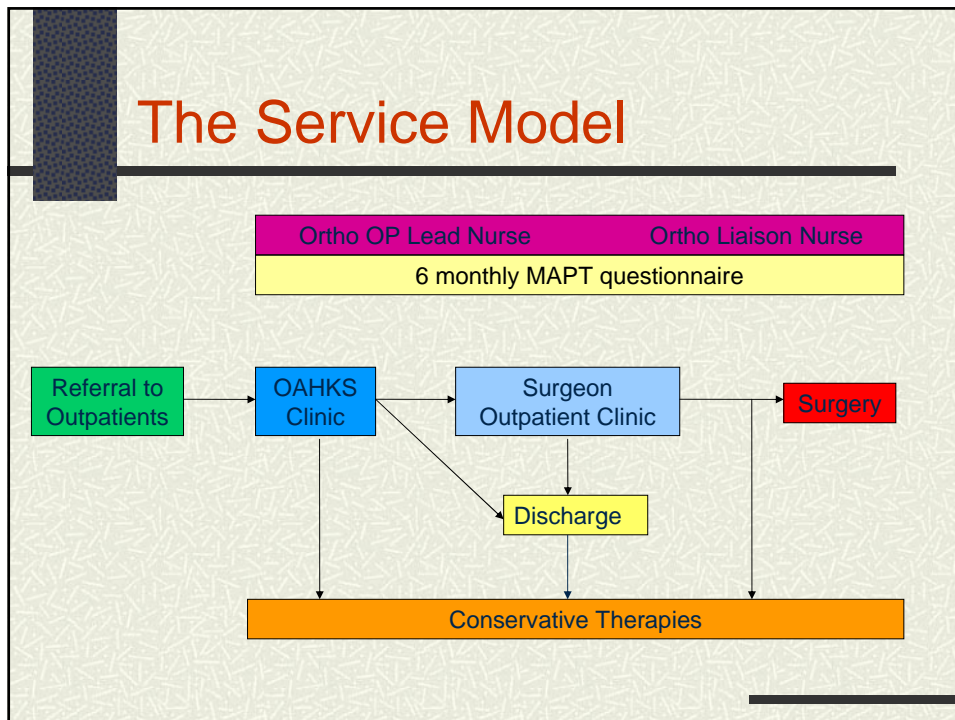 The Service Model
Ortho OP Lead Nurse Ortho Liaison Nurse
6 monthly MAPT questionnaire
Referral to
Outpatients
OAHKS
Clinic
Surgeon
Outpatient Clinic
Surgery
Discharge
Conservative Therapies